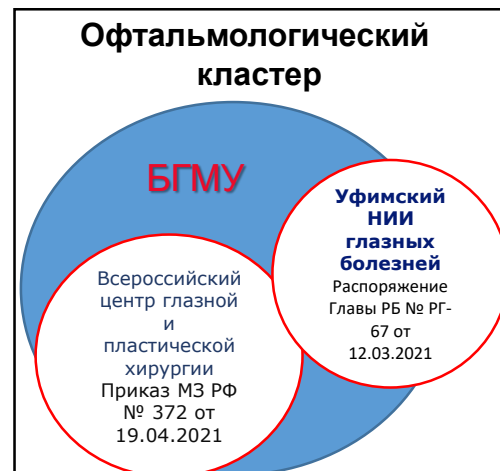 Офтальмологический
кластер
БГМУ
Уфимский
НИИ
глазных
болезней
Распоряжение
Главы РБ № РГ-
67 от
12.03.2021
Всероссийский
центр глазной
и
пластической
хирургии
Приказ МЗ РФ
№ 372 от
19.04.2021